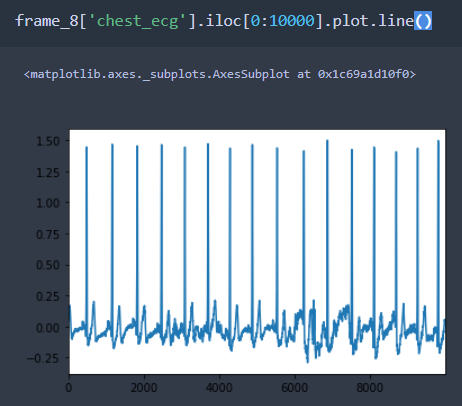 frame_8['chest_ecg'].iloc[0:10000].plot.line()
<matplotlib.axes._subplots.AxesSubplot at 0x1c69a1d10f0>
1.50
1.25
1.00
0.75
0.50
0.25
0.00
−0.25
0 2000 4000 6000 8000